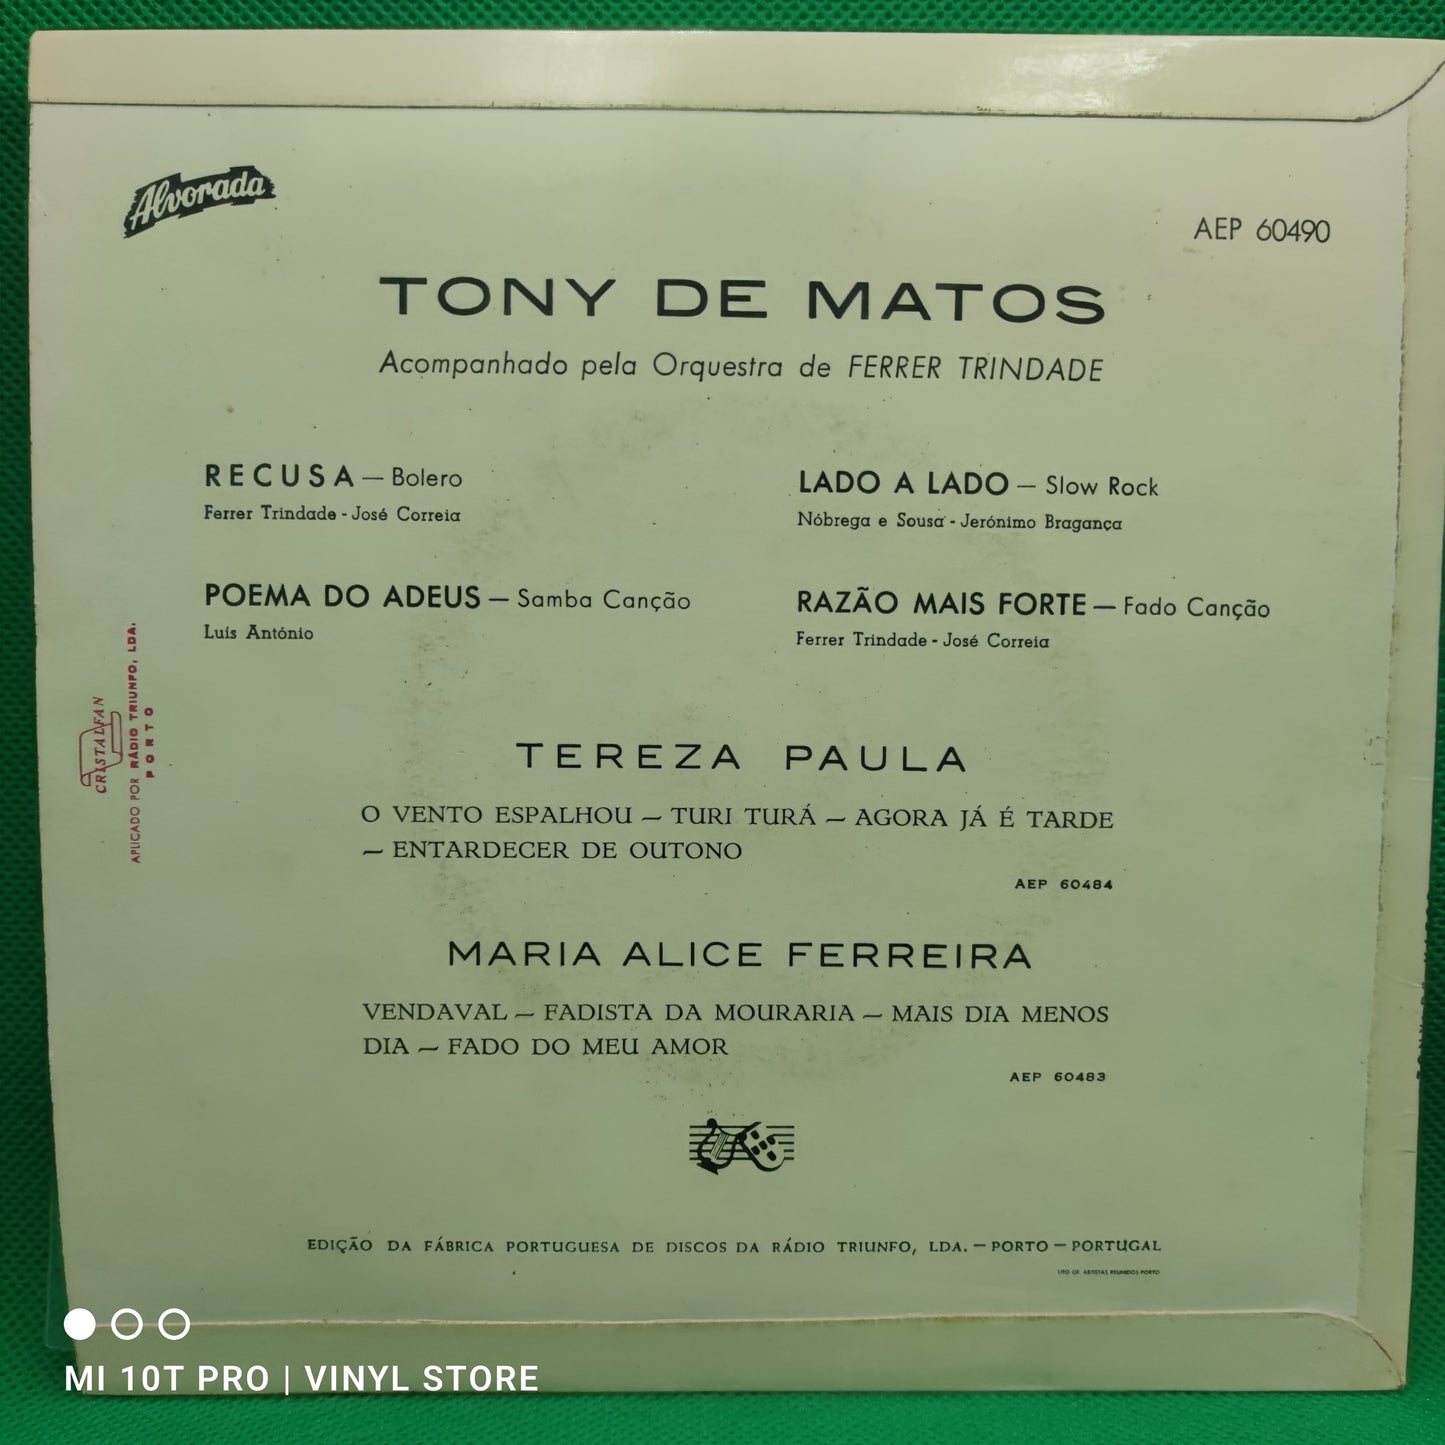 Alvorada
AEP 60490
TONY DE MATOS
Acompanhado pela Orquestra de FERRER TRINDADE
RECUSA — Bolero
Ferrer Trindade - José Correia
POEMA DO ADEUS — Samba Canção
Luís António
LADO A LADO — Slow Rock
Nóbrega e Sousa - Jerónimo Bragança
RAZÃO MAIS FORTE — Fado Canção
Ferrer Trindade - José Correia
CRISTALFAN
APLICADO POR RÁDIO TRIUNFO, LDA.
PORTO
TEREZA PAULA
O VENTO ESPALHOU — TURI TURÁ — AGORA JÁ É TARDE
— ENTARDECER DE OUTONO
AEP 60484
MARIA ALICE FERREIRA
VENDAVAL — FADISTA DA MOURARIA — MAIS DIA MENOS
DIA — FADO DO MEU AMOR
AEP 60483
EDIÇÃO DA FÁBRICA PORTUGUESA DE DISCOS DA RÁDIO TRIUNFO, LDA. — PORTO — PORTUGAL
LITO OF. ARTISTAS REUNIDOS-PORTO
MI 10T PRO | VINYL STORE